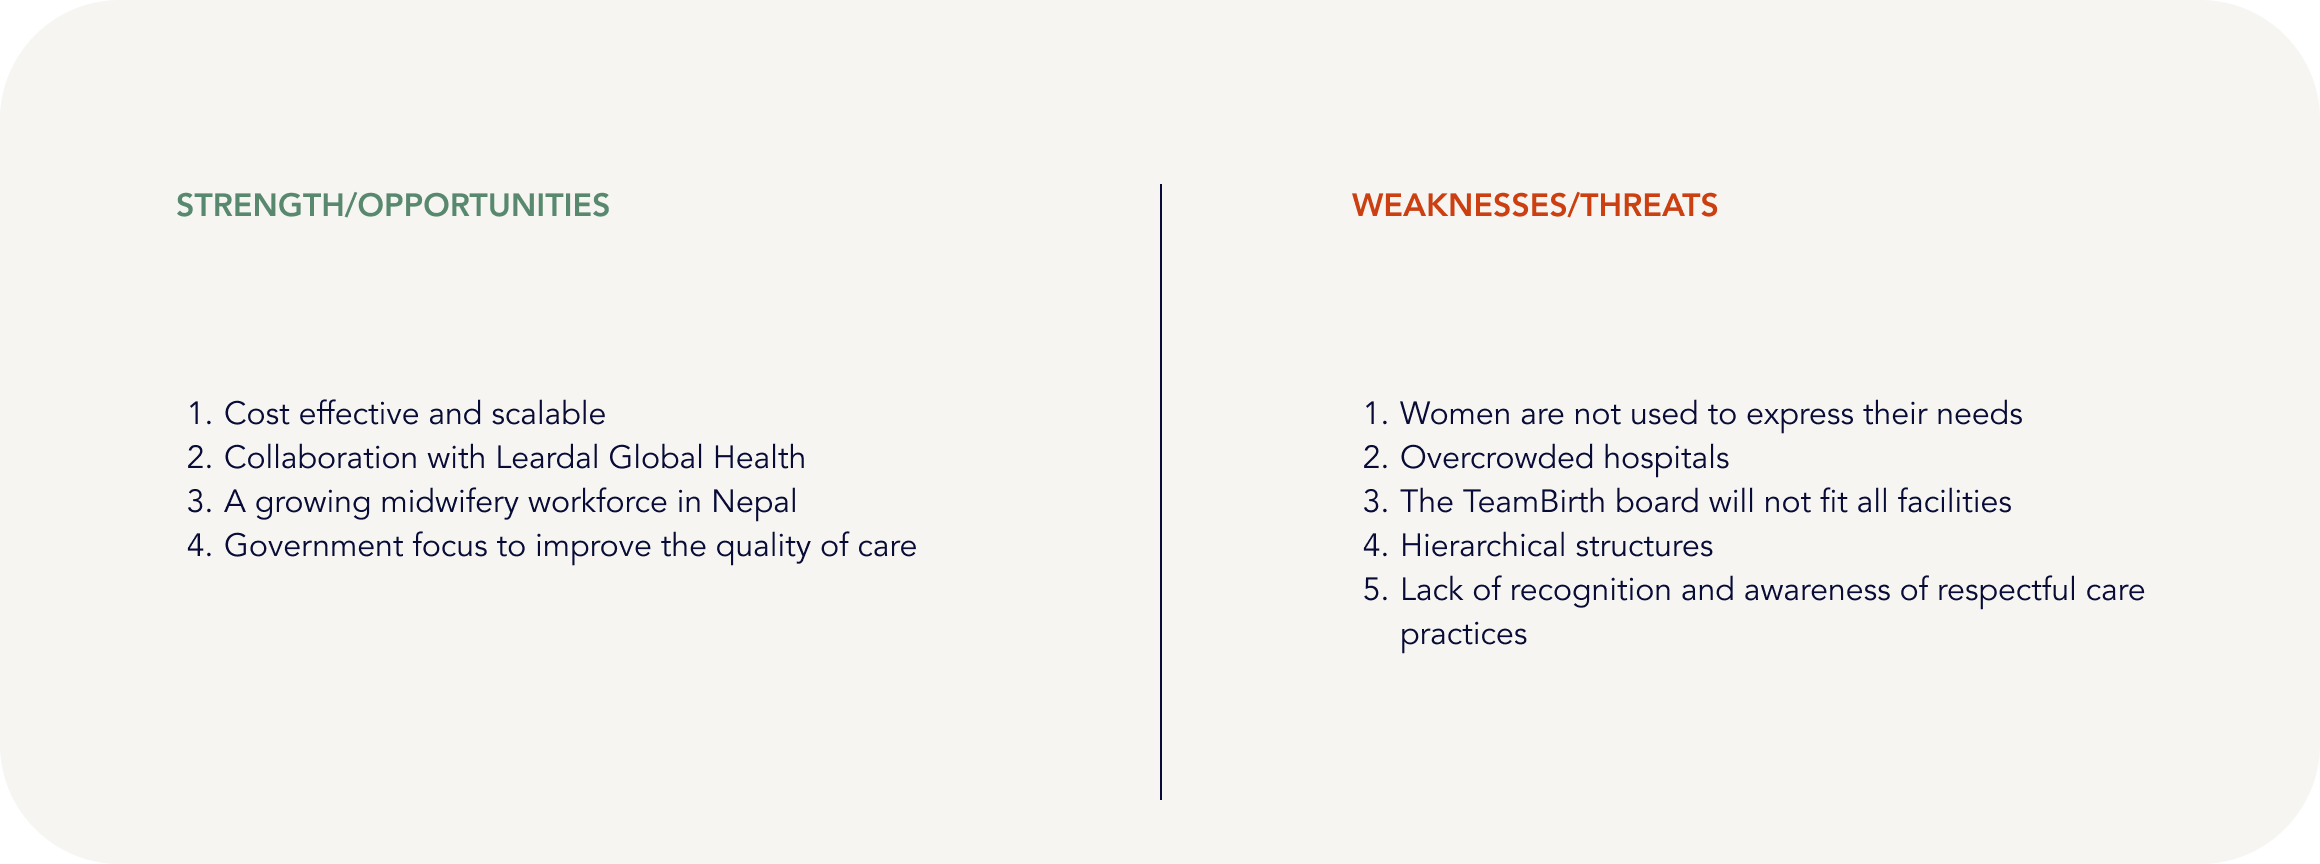 STRENGTH/OPPORTUNITIES
1. Cost effective and scalable
2. Collaboration with Leardal Global Health
3. A growing midwifery workforce in Nepal
4. Government focus to improve the quality of care
WEAKNESSES/THREATS
1. Women are not used to express their needs
2. Overcrowded hospitals
3. The TeamBirth board will not fit all facilities
4. Hierarchical structures
5. Lack of recognition and awareness of respectful care
practices